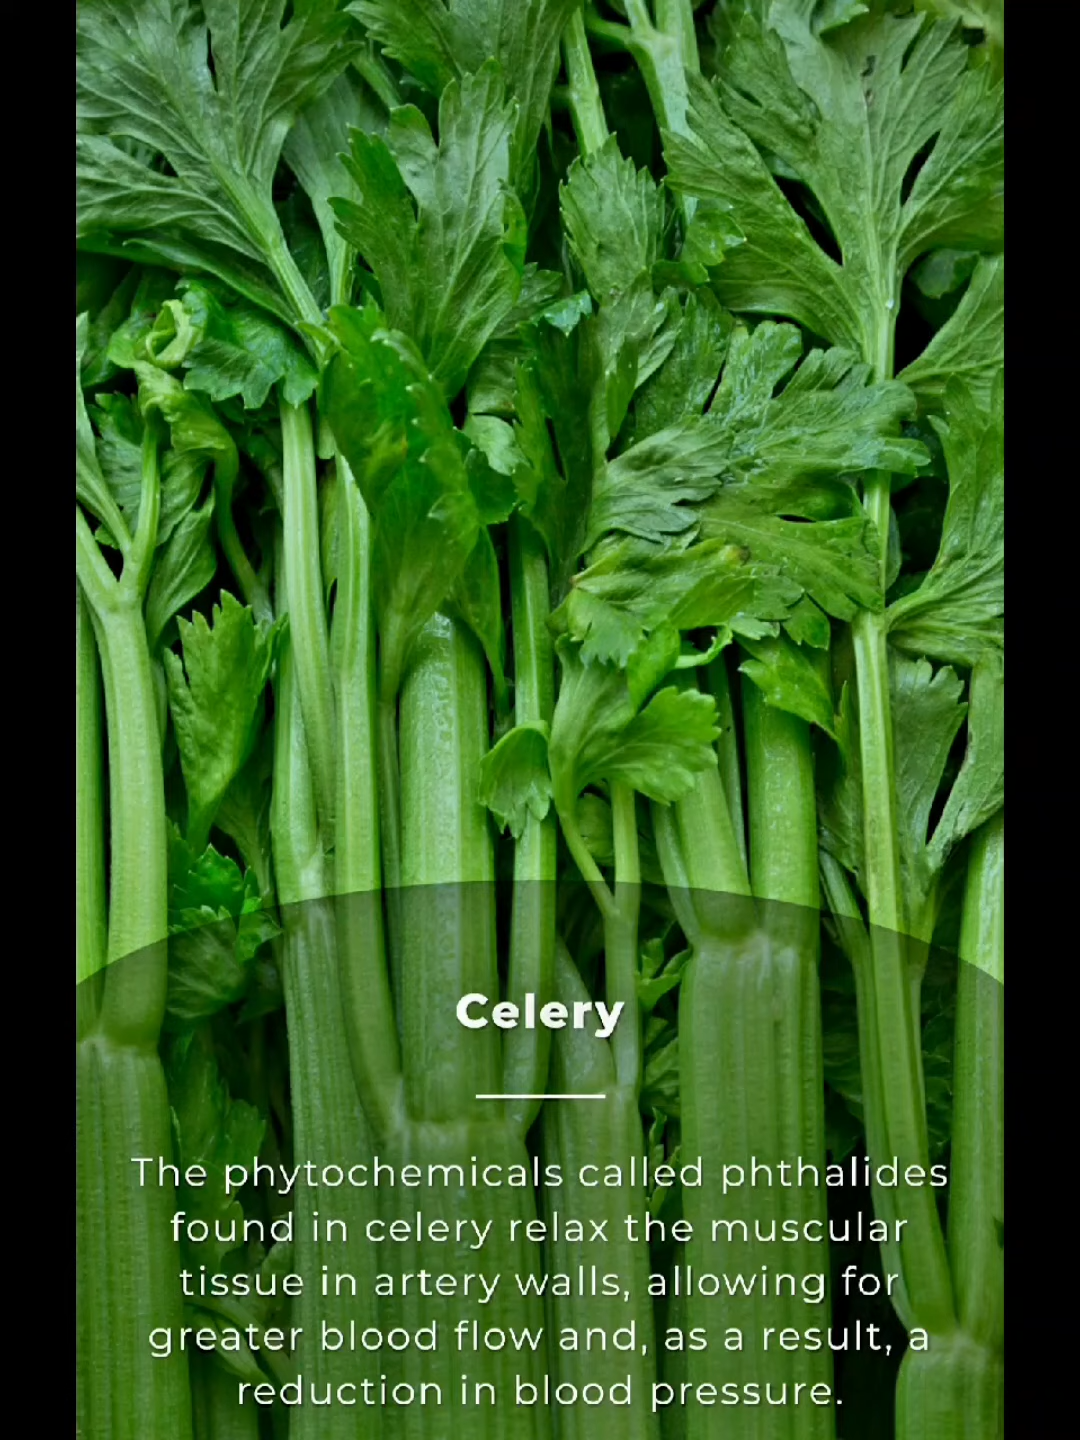 Celery
The phytochemicals called phthalides
found in celery relax the muscular
tissue in artery walls, allowing for
greater blood flow and, as a result, a
reduction in blood pressure.